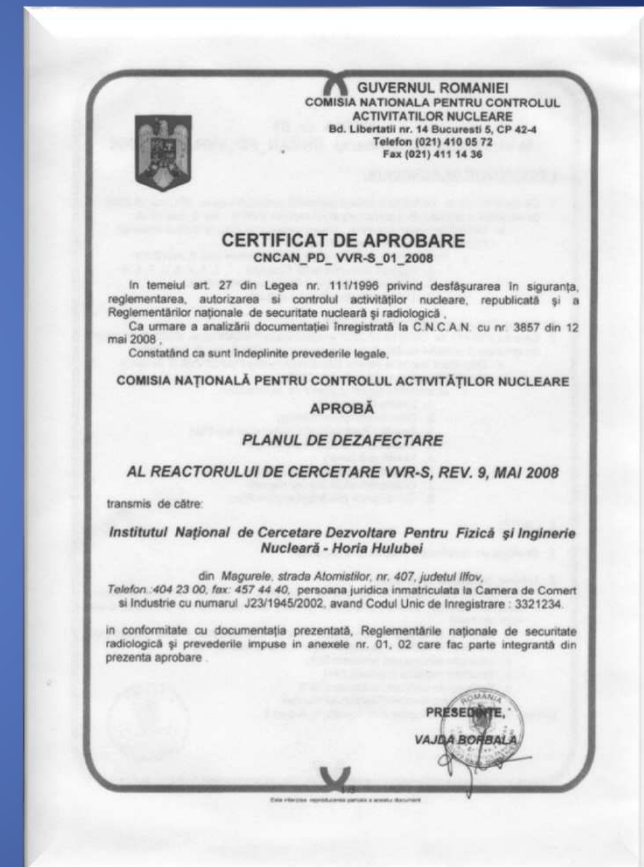 GUVERNUL ROMANIEI
COMISIA NATIONALA PENTRU CONTROLUL
ACTIVITATILOR NUCLEARE
Bd. Libertatii nr. 14 Bucuresti 5, CP 42-4
Telefon (021) 410 05 72
Fax (021) 411 14 36
CERTIFICAT DE APROBARE
CNCAN_PD_ VVR-S_01_2008
In temeiul art. 27 din Legea nr. 111/1996 privind desfăşurarea în siguranţa,
reglementarea, autorizarea si controlul activităţilor nucleare, republicată şi a
Reglementărilor naţionale de securitate nucleară şi radiologică ,
Ca urmare a analizării documentaţiei înregistrată la C.N.C.A.N. cu nr. 3857 din 12
mai 2008 ,
Constatând ca sunt îndeplinite prevederile legale,
COMISIA NAŢIONALĂ PENTRU CONTROLUL ACTIVITĂŢILOR NUCLEARE
APROBĂ
PLANUL DE DEZAFECTARE
AL REACTORULUI DE CERCETARE VVR-S, REV. 9, MAI 2008
transmis de către:
Institutul Naţional de Cercetare Dezvoltare Pentru Fizică şi Inginerie
Nucleară - Horia Hulubei
din Magurele, strada Atomistilor, nr. 407, judetul Ilfov,
Telefon.:404 23 00, fax: 457 44 40, persoana juridica inmatriculata la Camera de Comert
si Industrie cu numarul J23/1945/2002, avand Codul Unic de Inregistrare : 3321234.
in conformitate cu documentaţia prezentată, Reglementările naţionale de securitate
radiologică şi prevederile impuse in anexele nr. 01, 02 care fac parte integrantă din
prezenta aprobare .
ROMANIA
PRESEDINTE,
VAJDA BORBALA
Este interzisa reproducerea partiala a acestui document